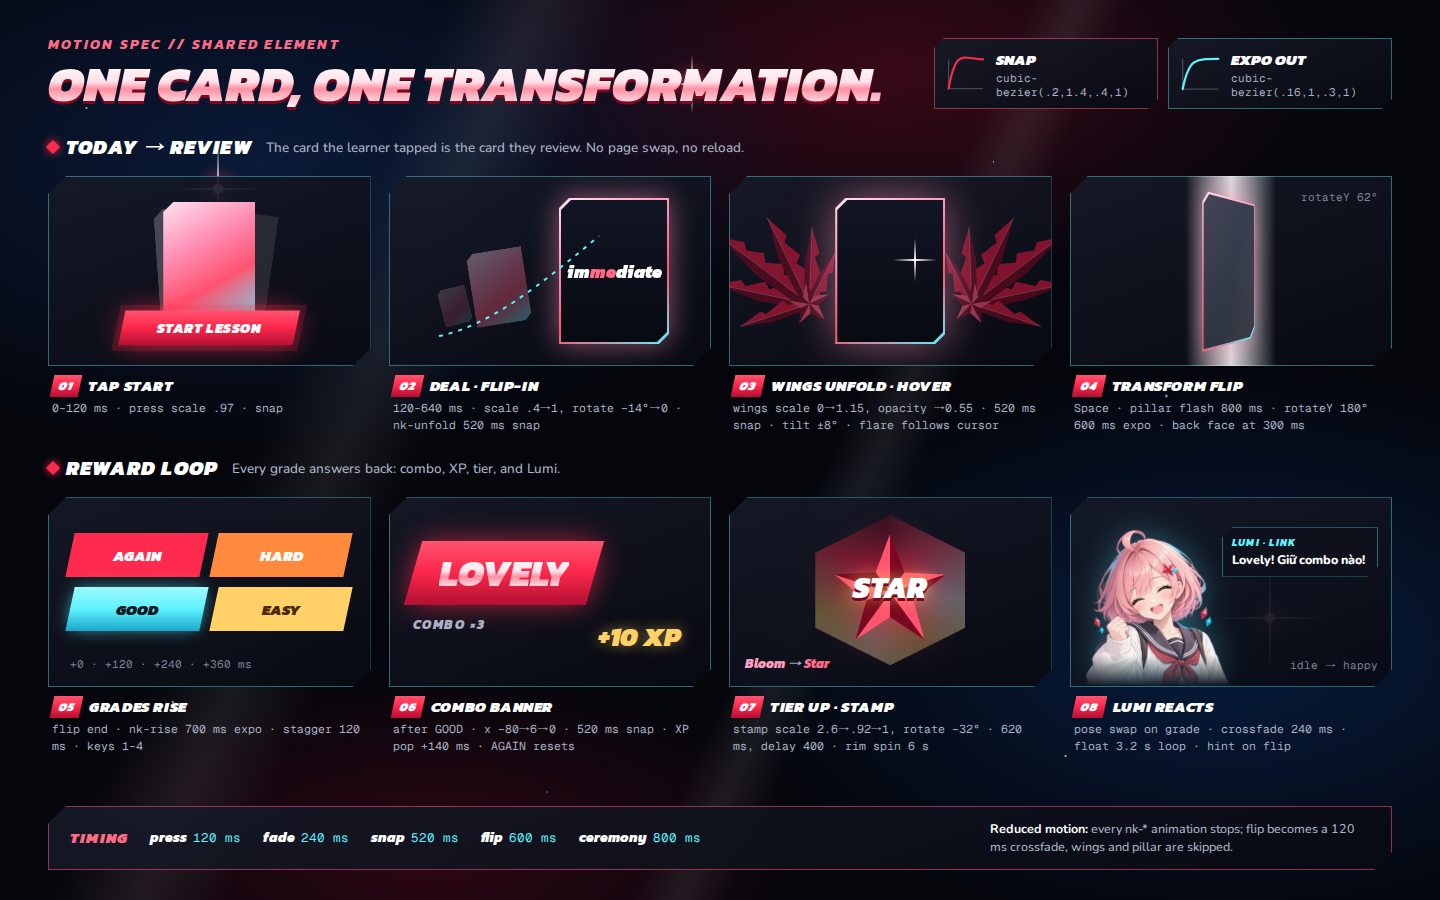 MOTION SPEC // SHARED ELEMENT
ONE CARD, ONE TRANSFORMATION.
SNAP
cubic-
bezier(.2,1.4,.4,1)
EXPO OUT
cubic-
bezier(.16,1,.3,1)
TODAY → REVIEW The card the learner tapped is the card they review. No page swap, no reload.
START LESSON
immediate
rotateY 62°
01 TAP START
0–120 ms · press scale .97 · snap
02 DEAL · FLIP-IN
120–640 ms · scale .4→1, rotate −14°→0 ·
nk-unfold 520 ms snap
03 WINGS UNFOLD · HOVER
wings scale 0→1.15, opacity →0.55 · 520 ms
snap · tilt ±8° · flare follows cursor
04 TRANSFORM FLIP
Space · pillar flash 800 ms · rotateY 180°
600 ms expo · back face at 300 ms
REWARD LOOP Every grade answers back: combo, XP, tier, and Lumi.
AGAIN HARD
GOOD EASY
+0 · +120 · +240 · +360 ms
LOVELY
COMBO ×3
+10 XP
STAR
Bloom → Star
LUMI · LINK
Lovely! Giữ combo nào!
idle → happy
05 GRADES RISE
flip end · nk-rise 700 ms expo · stagger 120
ms · keys 1–4
06 COMBO BANNER
after GOOD · x −80→6→0 · 520 ms snap · XP
pop +140 ms · AGAIN resets
07 TIER UP · STAMP
stamp scale 2.6→.92→1, rotate −32° · 620
ms, delay 400 · rim spin 6 s
08 LUMI REACTS
pose swap on grade · crossfade 240 ms ·
float 3.2 s loop · hint on flip
TIMING press 120 ms fade 240 ms snap 520 ms flip 600 ms ceremony 800 ms
Reduced motion: every nk-* animation stops; flip becomes a 120
ms crossfade, wings and pillar are skipped.